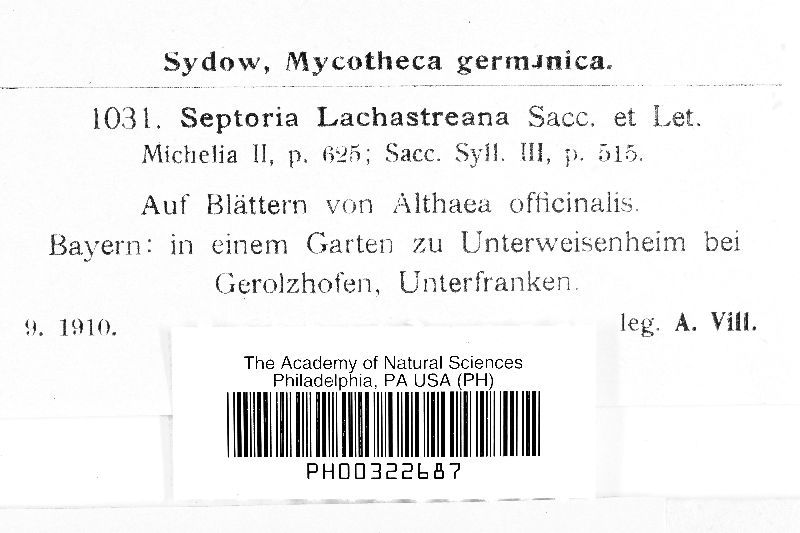 Sydow, Mycotheca germanica.
1031. Septoria Lachastreana Sacc. et Let.
Michelia II, p. 625; Sacc. Syll. III, p. 515.
Auf Blättern von Althaea officinalis.
Bayern: in einem Garten zu Unterweisenheim bei
Gerolzhofen, Unterfranken.
9. 1910.
leg. A. Vill.
The Academy of Natural Sciences
Philadelphia, PA USA (PH)
PH00322687